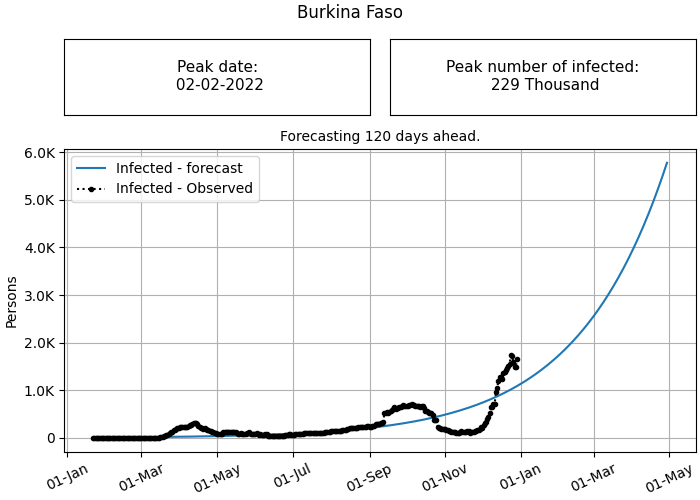 Burkina Faso
Peak date:
02-02-2022
Peak number of infected:
229 Thousand
Forecasting 120 days ahead.
Infected - forecast
Infected - Observed
6.0K
5.0K
4.0K
3.0K
2.0K
1.0K
0
Persons
01-Jan
01-Mar
01-May
01-Jul
01-Sep
01-Nov
01-Jan
01-Mar
01-May